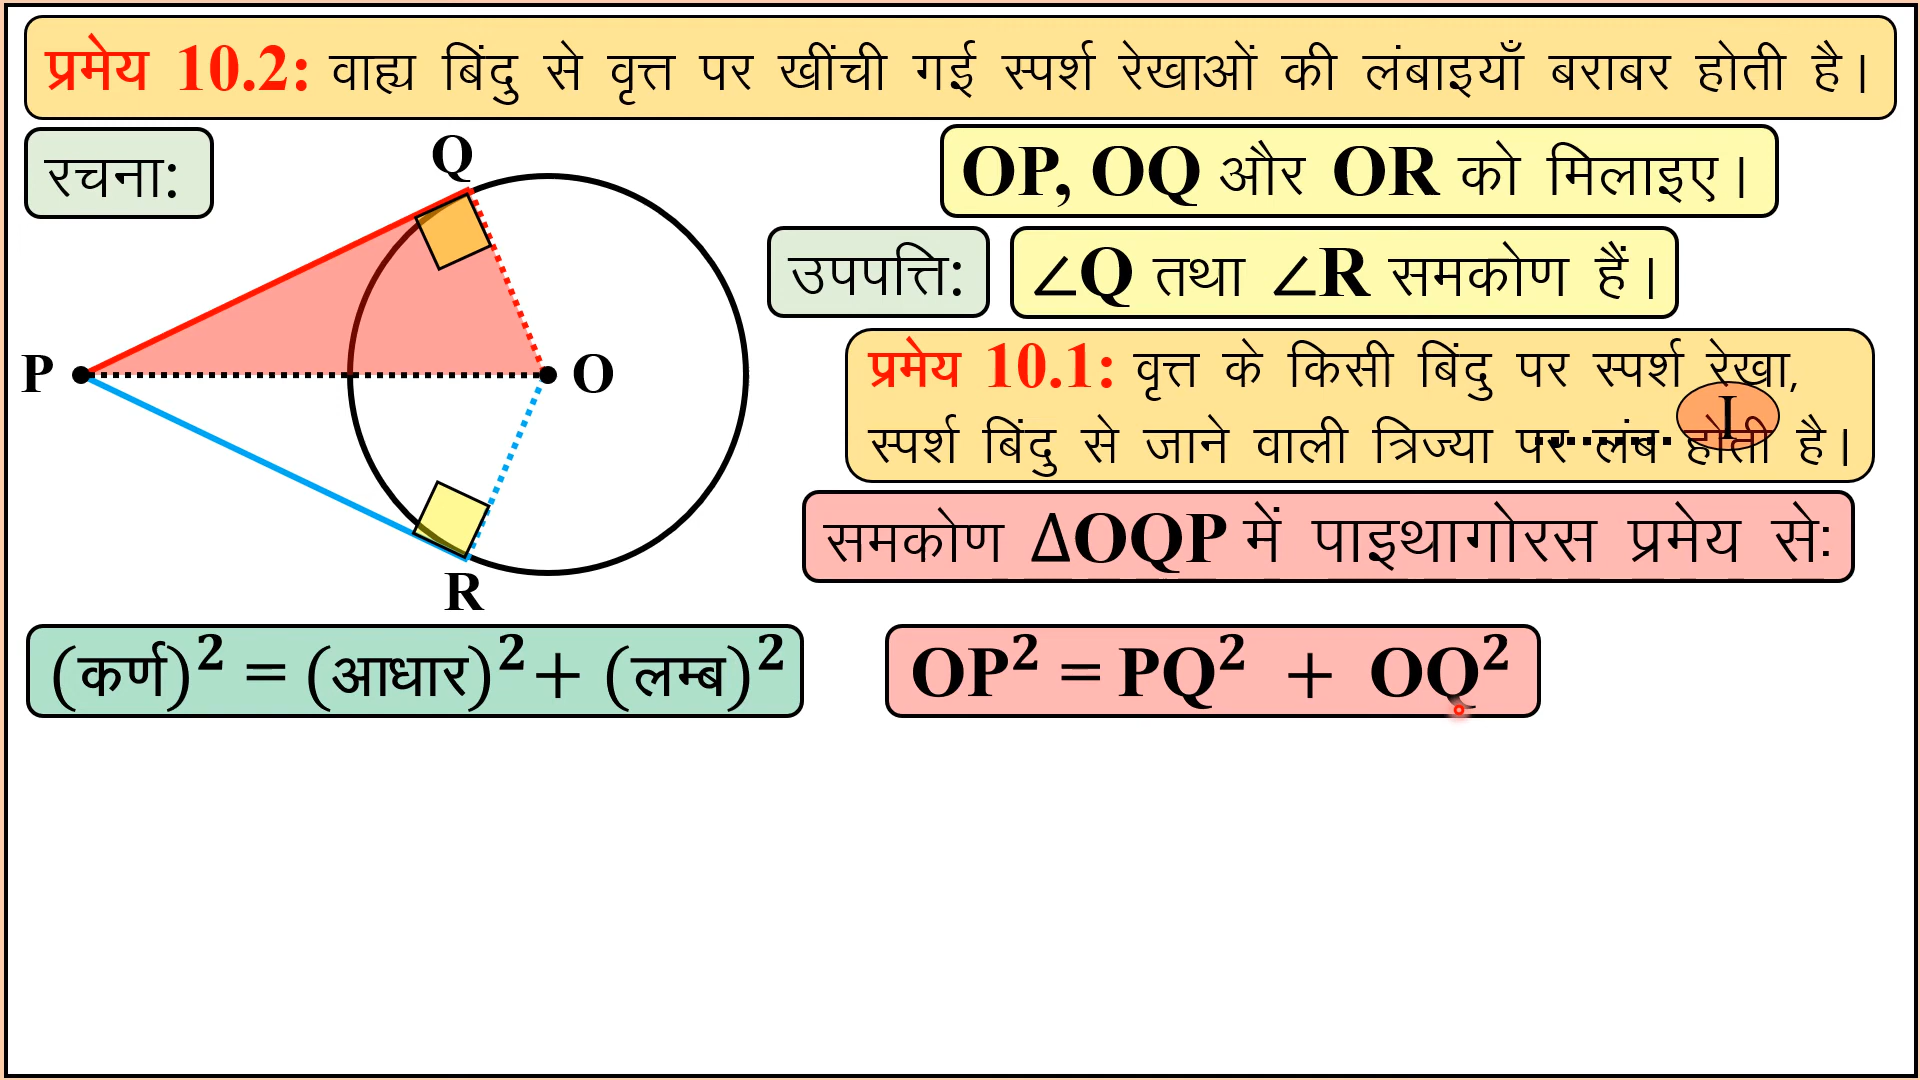 प्रमेय 10.2: वाह्य बिंदु से वृत्त पर खींची गई स्पर्श रेखाओं की लंबाइयाँ बराबर होती है।
रचना:
Q
P
O
R
OP, OQ और OR को मिलाइए।
उपपत्ति:
∠Q तथा ∠R समकोण हैं।
प्रमेय 10.1: वृत्त के किसी बिंदु पर स्पर्श रेखा,
स्पर्श बिंदु से जाने वाली त्रिज्या पर लंब होती है।
समकोण ΔOQP में पाइथागोरस प्रमेय से:
(कर्ण)² = (आधार)² + (लम्ब)²
OP² = PQ² + OQ²